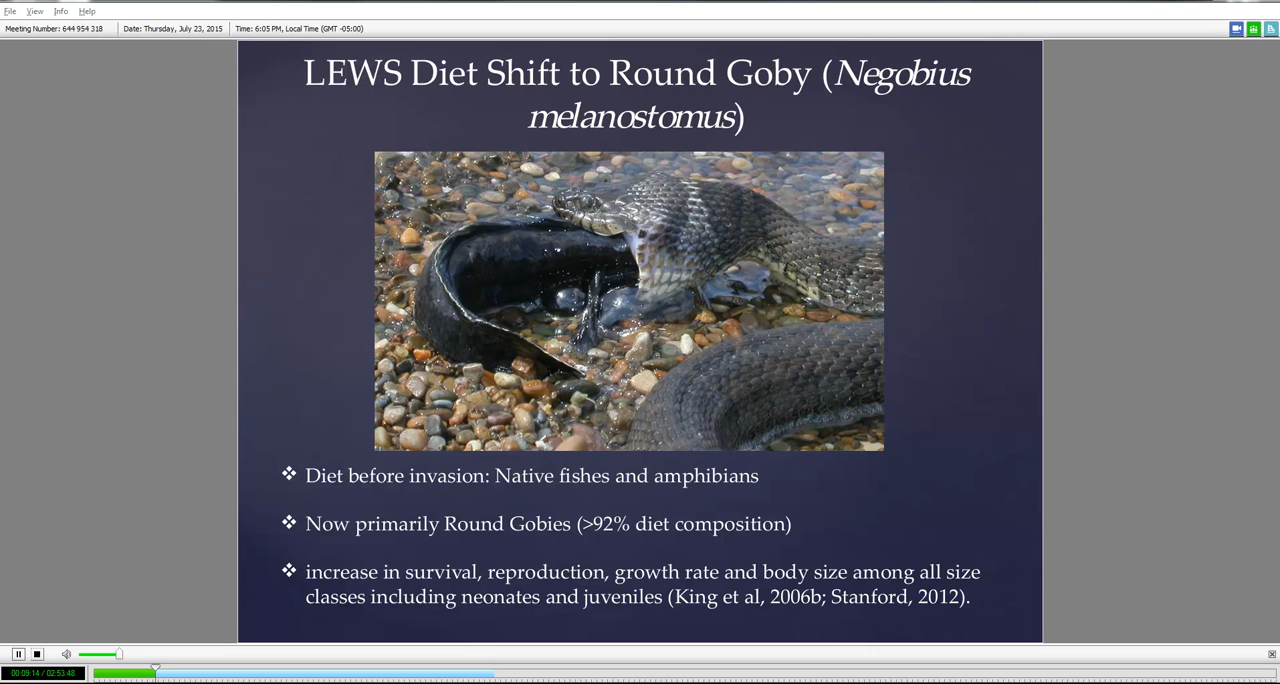 File View Info Help
Meeting Number: 644 954 318 Date: Thursday, July 23, 2015 Time: 6:05 PM, Local Time (GMT -05:00)
LEWS Diet Shift to Round Goby (Negobius
melanostomus)
❖ Diet before invasion: Native fishes and amphibians
❖ Now primarily Round Gobies (>92% diet composition)
❖ increase in survival, reproduction, growth rate and body size among all size
classes including neonates and juveniles (King et al, 2006b; Stanford, 2012).
00:09:14 / 02:53:48